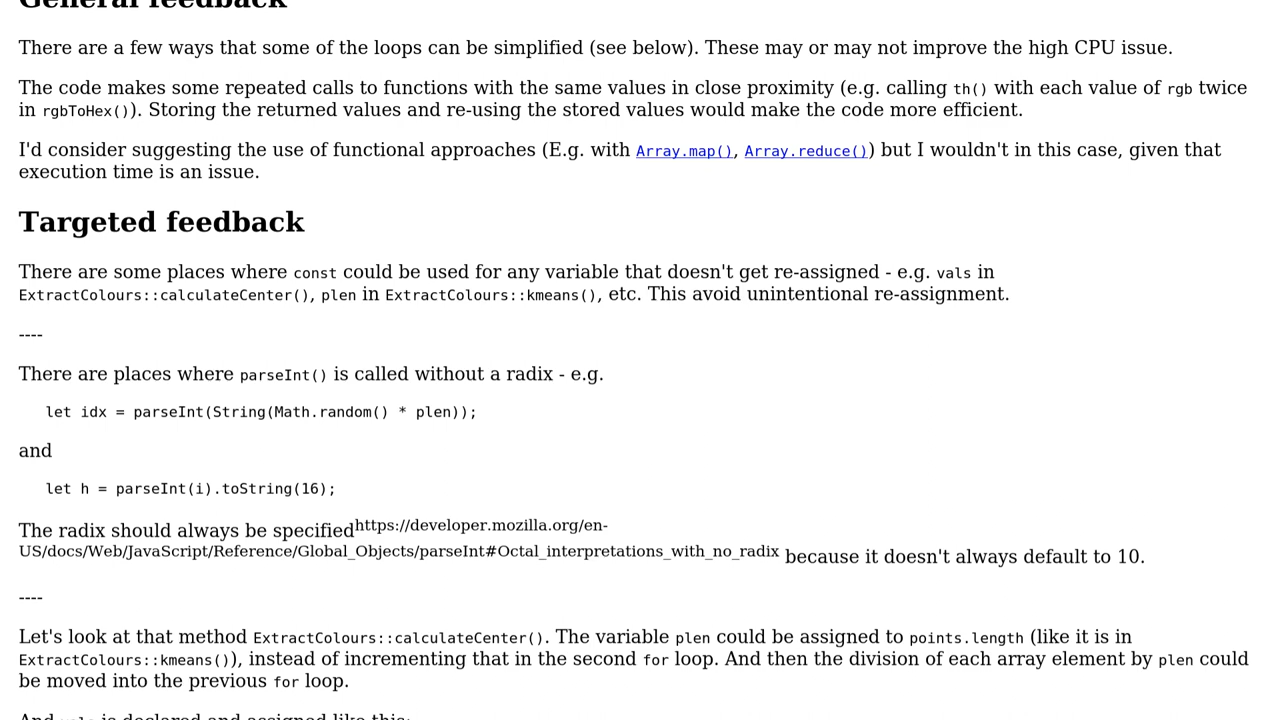 General feedback
There are a few ways that some of the loops can be simplified (see below). These may or may not improve the high CPU issue.
The code makes some repeated calls to functions with the same values in close proximity (e.g. calling th() with each value of rgb twice
in rgbToHex()). Storing the returned values and re-using the stored values would make the code more efficient.
I'd consider suggesting the use of functional approaches (E.g. with Array.map(), Array.reduce()) but I wouldn't in this case, given that
execution time is an issue.
Targeted feedback
There are some places where const could be used for any variable that doesn't get re-assigned - e.g. vals in
ExtractColours::calculateCenter(), plen in ExtractColours::kmeans(), etc. This avoid unintentional re-assignment.
----
There are places where parseInt() is called without a radix - e.g.
let idx = parseInt(String(Math.random() * plen));
and
let h = parseInt(i).toString(16);
The radix should always be specifiedhttps://developer.mozilla.org/en-
US/docs/Web/JavaScript/Reference/Global_Objects/parseInt#Octal_interpretations_with_no_radix because it doesn't always default to 10.
----
Let's look at that method ExtractColours::calculateCenter(). The variable plen could be assigned to points.length (like it is in
ExtractColours::kmeans()), instead of incrementing that in the second for loop. And then the division of each array element by plen could
be moved into the previous for loop.
And vals is declared and assigned like this: